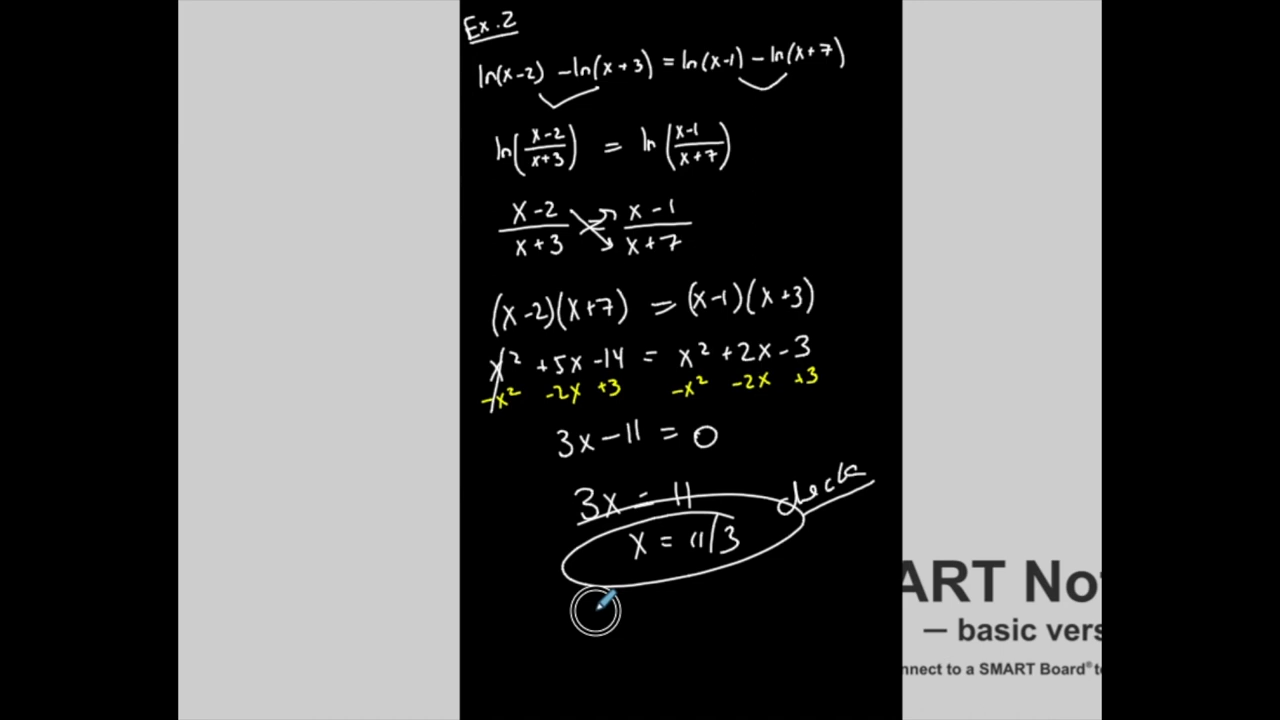 Ex.2
ln(x-2) -ln(x+3) = ln(x-1) - ln(x+7)
ln(x-2/x+3) = ln(x-1/x+7)
x-2/x+3 = x-1/x+7
(x-2)(x+7) = (x-1)(x+3)
x² +5x -14 = x² +2x -3
-x² -2x +3 -x² -2x +3
3x-11 = 0
3x = 11
check
x = 11/3
ART No
— basic vers
nnect to a SMART Board® to